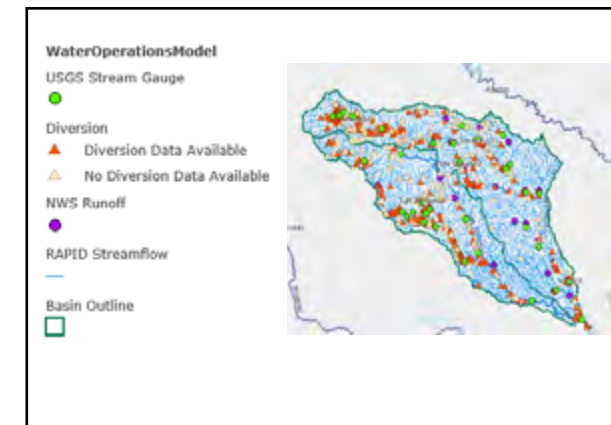 WaterOperationsModel
USGS Stream Gauge
Diversion
Diversion Data Available
No Diversion Data Available
NWS Runoff
RAPID Streamflow
Basin Outline